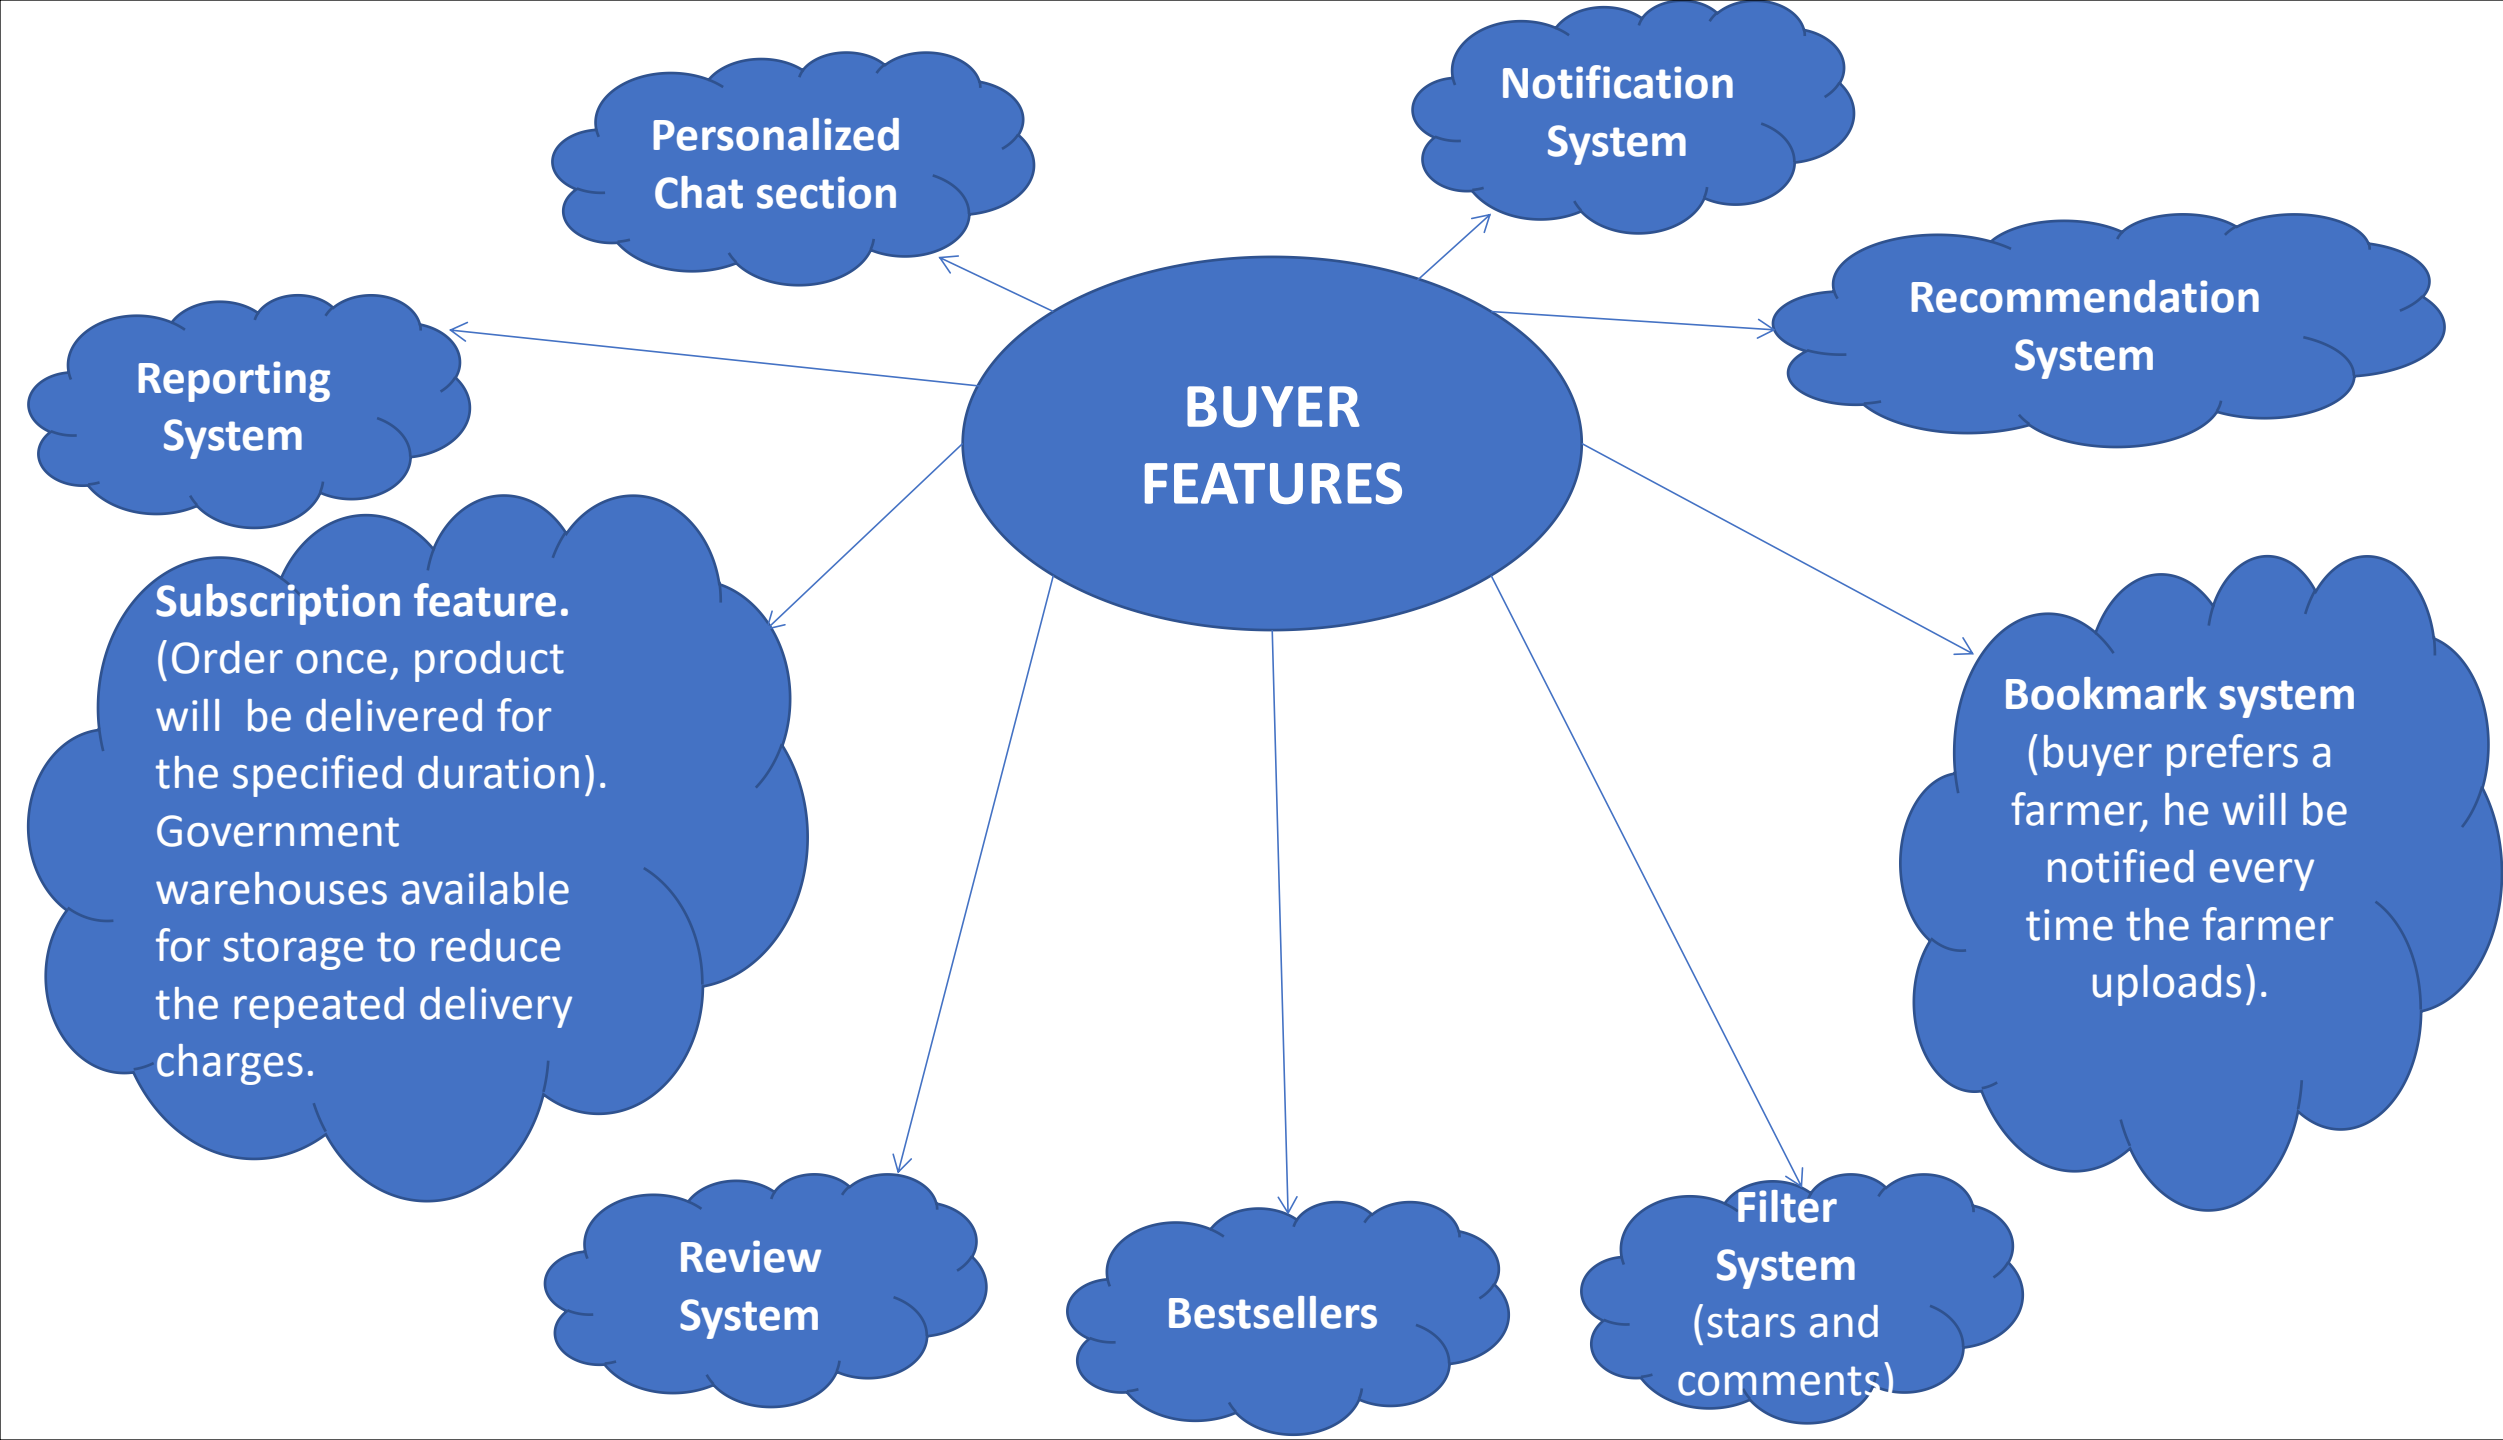 Notification
System
Personalized
Chat section
Recommendation
System
Reporting
System
BUYER
FEATURES
Subscription feature.
(Order once, product
will  be delivered for
the specified duration).
Government
warehouses available
for storage to reduce
the repeated delivery
charges.
Bookmark system
(buyer prefers a
farmer, he will be
notified every
time the farmer
uploads).
Review
System
Bestsellers
Filter
System
(stars and
comments)